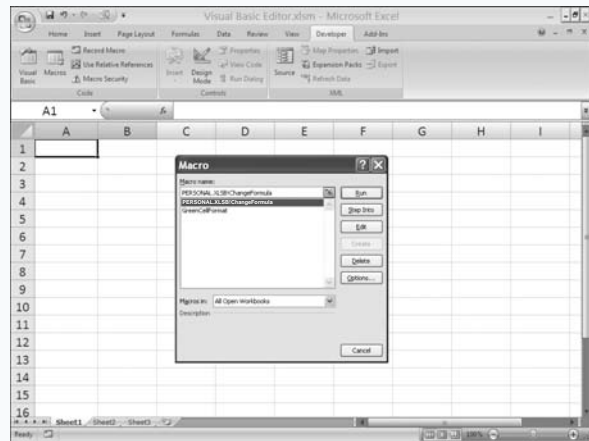 Visual Basic Editor.xlsm - Microsoft Excel
Home Insert Page Layout Formulas Data Review View Developer Add-Ins
Visual Basic
Macros
Record Macro
Use Relative References
Macro Security
Code
Insert
Design Mode
Properties
View Code
Run Dialog
Controls
Source
Map Properties
Expansion Packs
Refresh Data
Import
Export
XML
A1
fx
A B C D E F G H I
1
2
3
4
5
6
7
8
9
10
11
12
13
14
15
16
Macro
Macro name:
PERSONAL.XLSB!ChangeFormula
PERSONAL.XLSB!ChangeFormula
GreenCellFormat
Run
Step Into
Edit
Create
Delete
Options...
Macros in: All Open Workbooks
Description
Cancel
Sheet1 Sheet2 Sheet3
Ready
100%